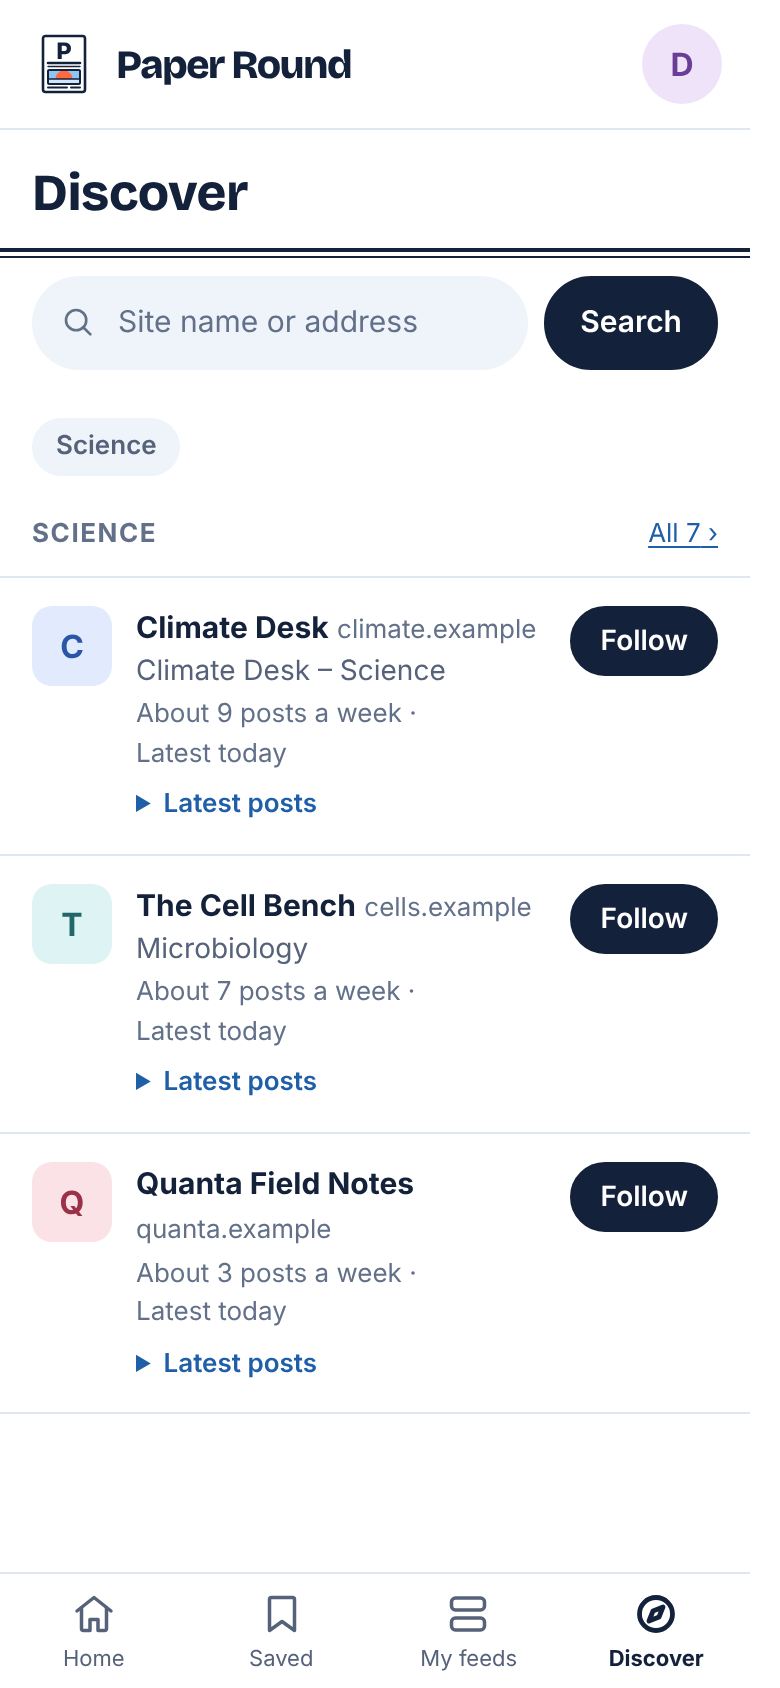 P
Paper Round
D
Discover
Site name or address
Search
Science
SCIENCE
All 7 ›
C
Climate Desk climate.example
Follow
Climate Desk – Science
About 9 posts a week ·
Latest today
Latest posts
T
The Cell Bench cells.example
Follow
Microbiology
About 7 posts a week ·
Latest today
Latest posts
Q
Quanta Field Notes
Follow
quanta.example
About 3 posts a week ·
Latest today
Latest posts
Home
Saved
My feeds
Discover